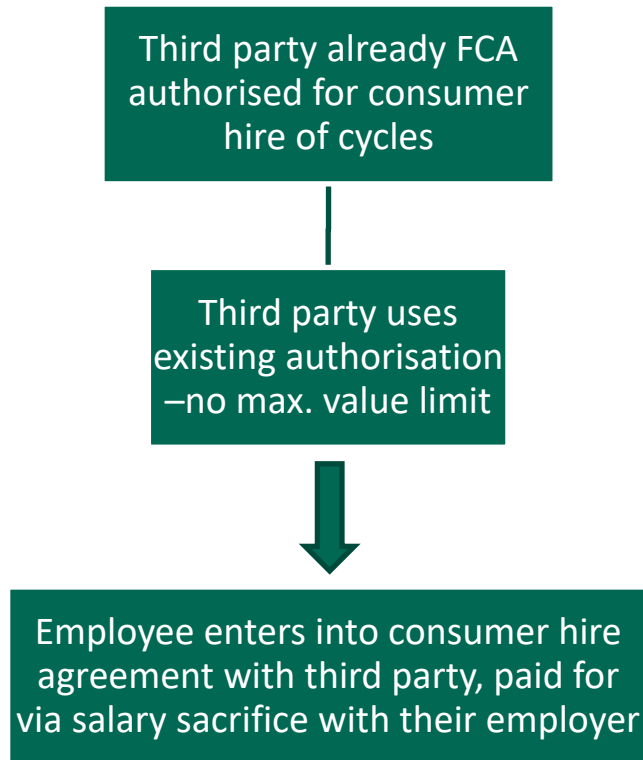 Third party already FCA
authorised for consumer
hire of cycles
Third party uses
existing authorisation
–no max. value limit
Employee enters into consumer hire
agreement with third party, paid for
via salary sacrifice with their employer